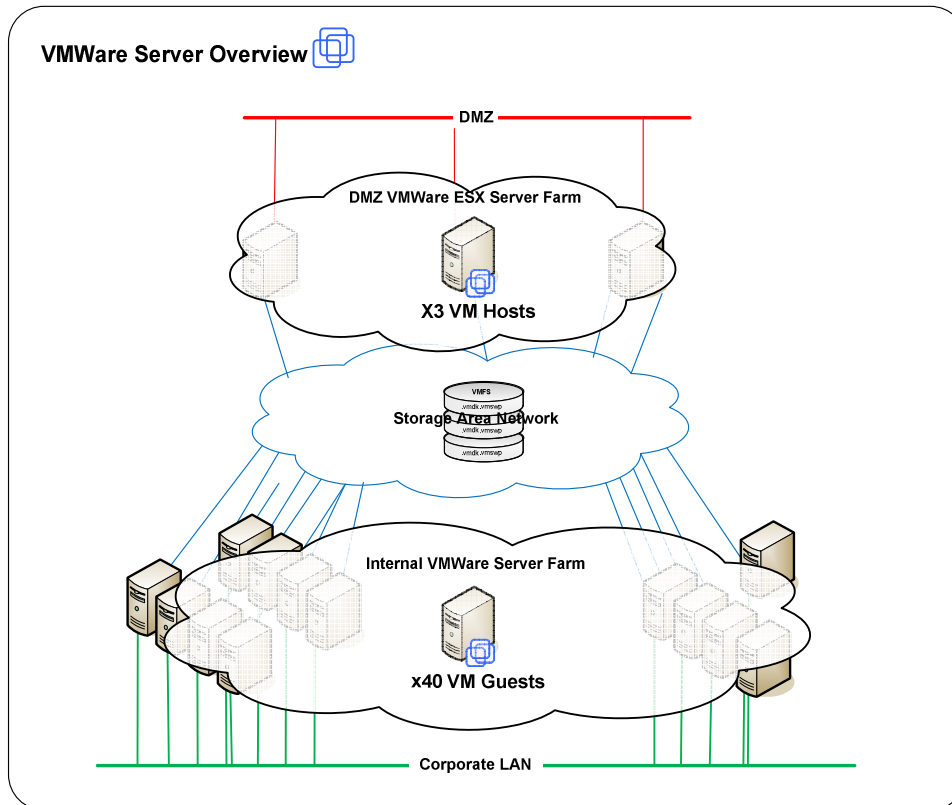 VMWare Server Overview
DMZ
DMZ VMWare ESX Server Farm
X3 VM Hosts
VMFS
.vmdk.vmswp
Storage Area Network
.vmdk.vmswp
.vmdk.vmswp
Internal VMWare Server Farm
x40 VM Guests
Corporate LAN